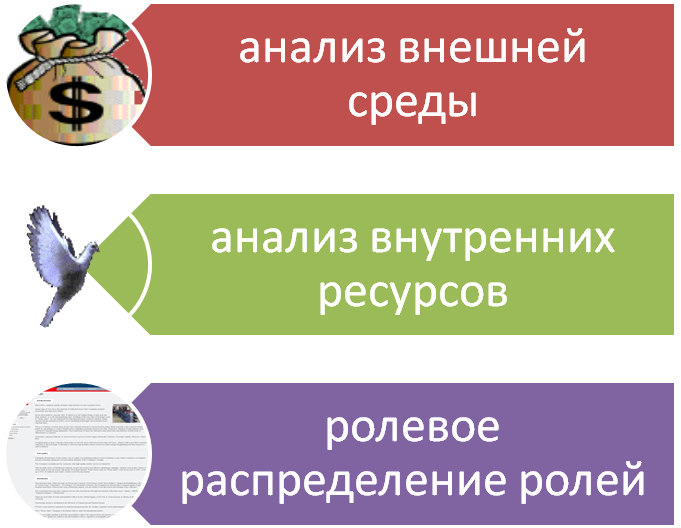 анализ внешней
среды
$
анализ внутренних
ресурсов
ролевое
распределение ролей